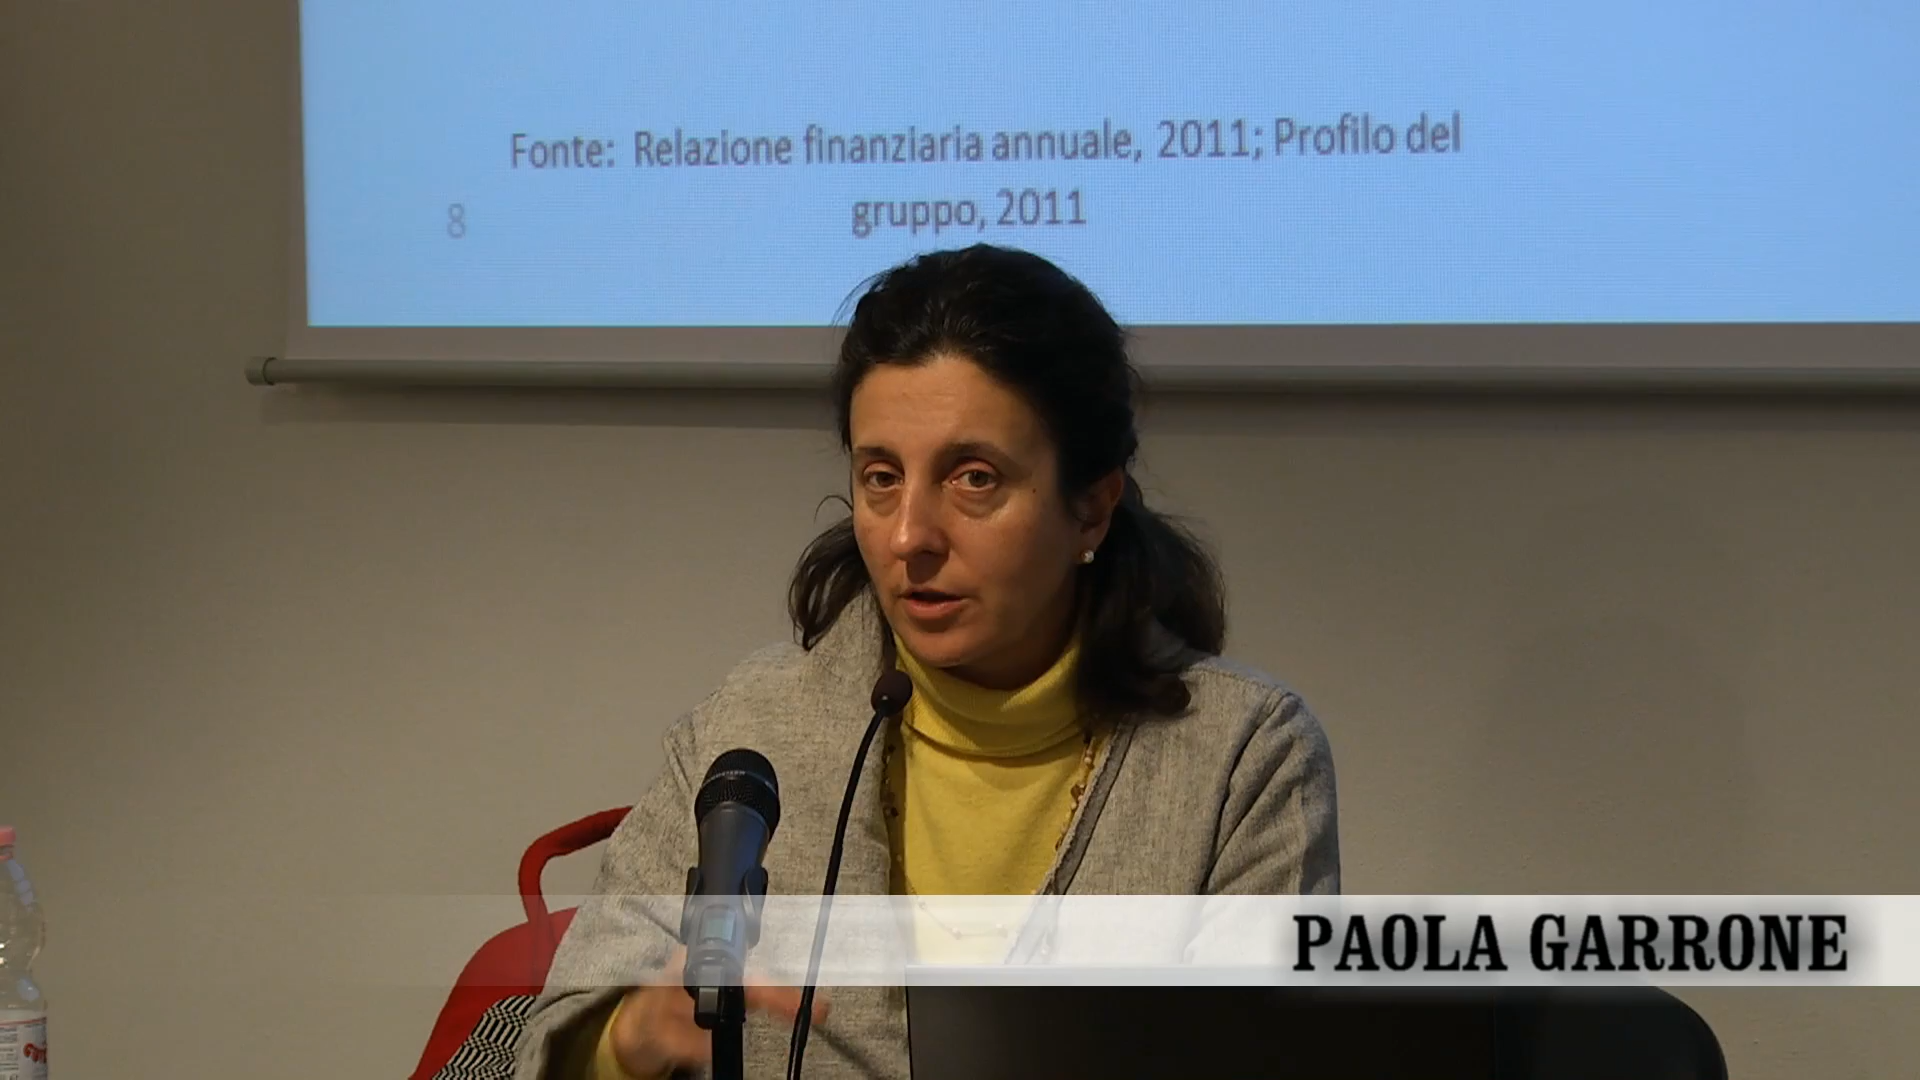 Fonte: Relazione finanziaria annuale, 2011; Profilo del
gruppo, 2011
8
PAOLA GARRONE